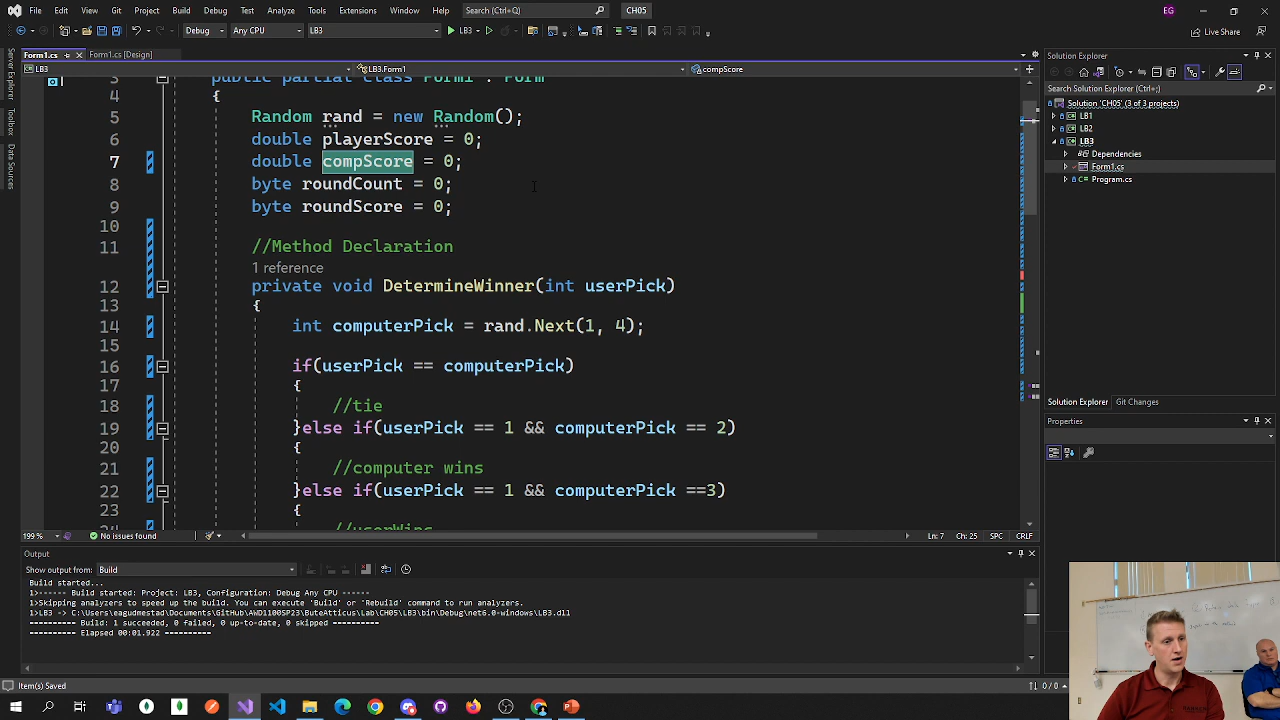 File Edit View Git Project Build Debug Test Analyze Tools Extensions Window Help Search (Ctrl+Q) CH05 EG
Debug Any CPU LB3 LB3 Live Share
Form1.cs Form1.cs [Design]
LB3 LB3.Form1 compScore
Server Explorer
Toolbox
Data Sources
3 public partial class Form1 : Form
4 {
5 Random rand = new Random();
6 double playerScore = 0;
7 double compScore = 0;
8 byte roundCount = 0;
9 byte roundScore = 0;
10
11 //Method Declaration
1 reference
12 private void DetermineWinner(int userPick)
13 {
14 int computerPick = rand.Next(1, 4);
15
16 if(userPick == computerPick)
17 {
18 //tie
19 }else if(userPick == 1 && computerPick == 2)
20 {
21 //computer wins
22 }else if(userPick == 1 && computerPick ==3)
23 {
24 //userWins
199 % No issues found Ln: 7 Ch: 25 SPC CRLF
Output
Show output from: Build
Build started...
1>------ Build started: Project: LB3, Configuration: Debug Any CPU ------
1>Skipping analyzers to speed up the build. You can execute 'Build' or 'Rebuild' command to run analyzers.
1>LB3 -> C:\Users\egudmestad\Documents\GitHub\AWD1100SP23\ButicusLab\CH05\LB3\bin\Debug\net6.0-windows\LB3.dll
========== Build: 1 succeeded, 0 failed, 0 up-to-date, 0 skipped ==========
========== Elapsed 00:01.922 ==========
Item(s) Saved 0 / 0
Solution Explorer
Search Solution Explorer (Ctrl+;)
Solution 'CH05' (3 of 3 projects)
LB1
LB2
LB3
Dependencies
Form1.cs
Program.cs
Solution Explorer Git Changes
Properties